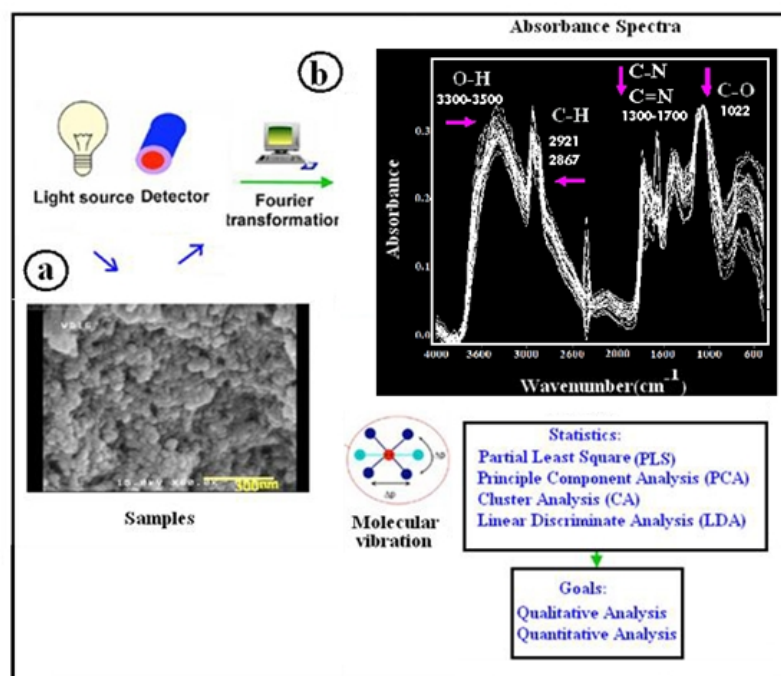 Absorbance Spectra
a
b
Light source
Detector
Fourier
transformation
O-H
3300-3500
C-H
2921
2867
C-N
C=N
1300-1700
C-O
1022
Absorbance
0.3
0.2
0.1
0.0
4000 3600 3000 2600 2000 1600 1000 600
Wavenumber(cm-1)
300nm
Samples
Δp
Molecular
vibration
Statistics:
Partial Least Square (PLS)
Principle Component Analysis (PCA)
Cluster Analysis (CA)
Linear Discriminate Analysis (LDA)
Goals:
Qualitative Analysis
Quantitative Analysis